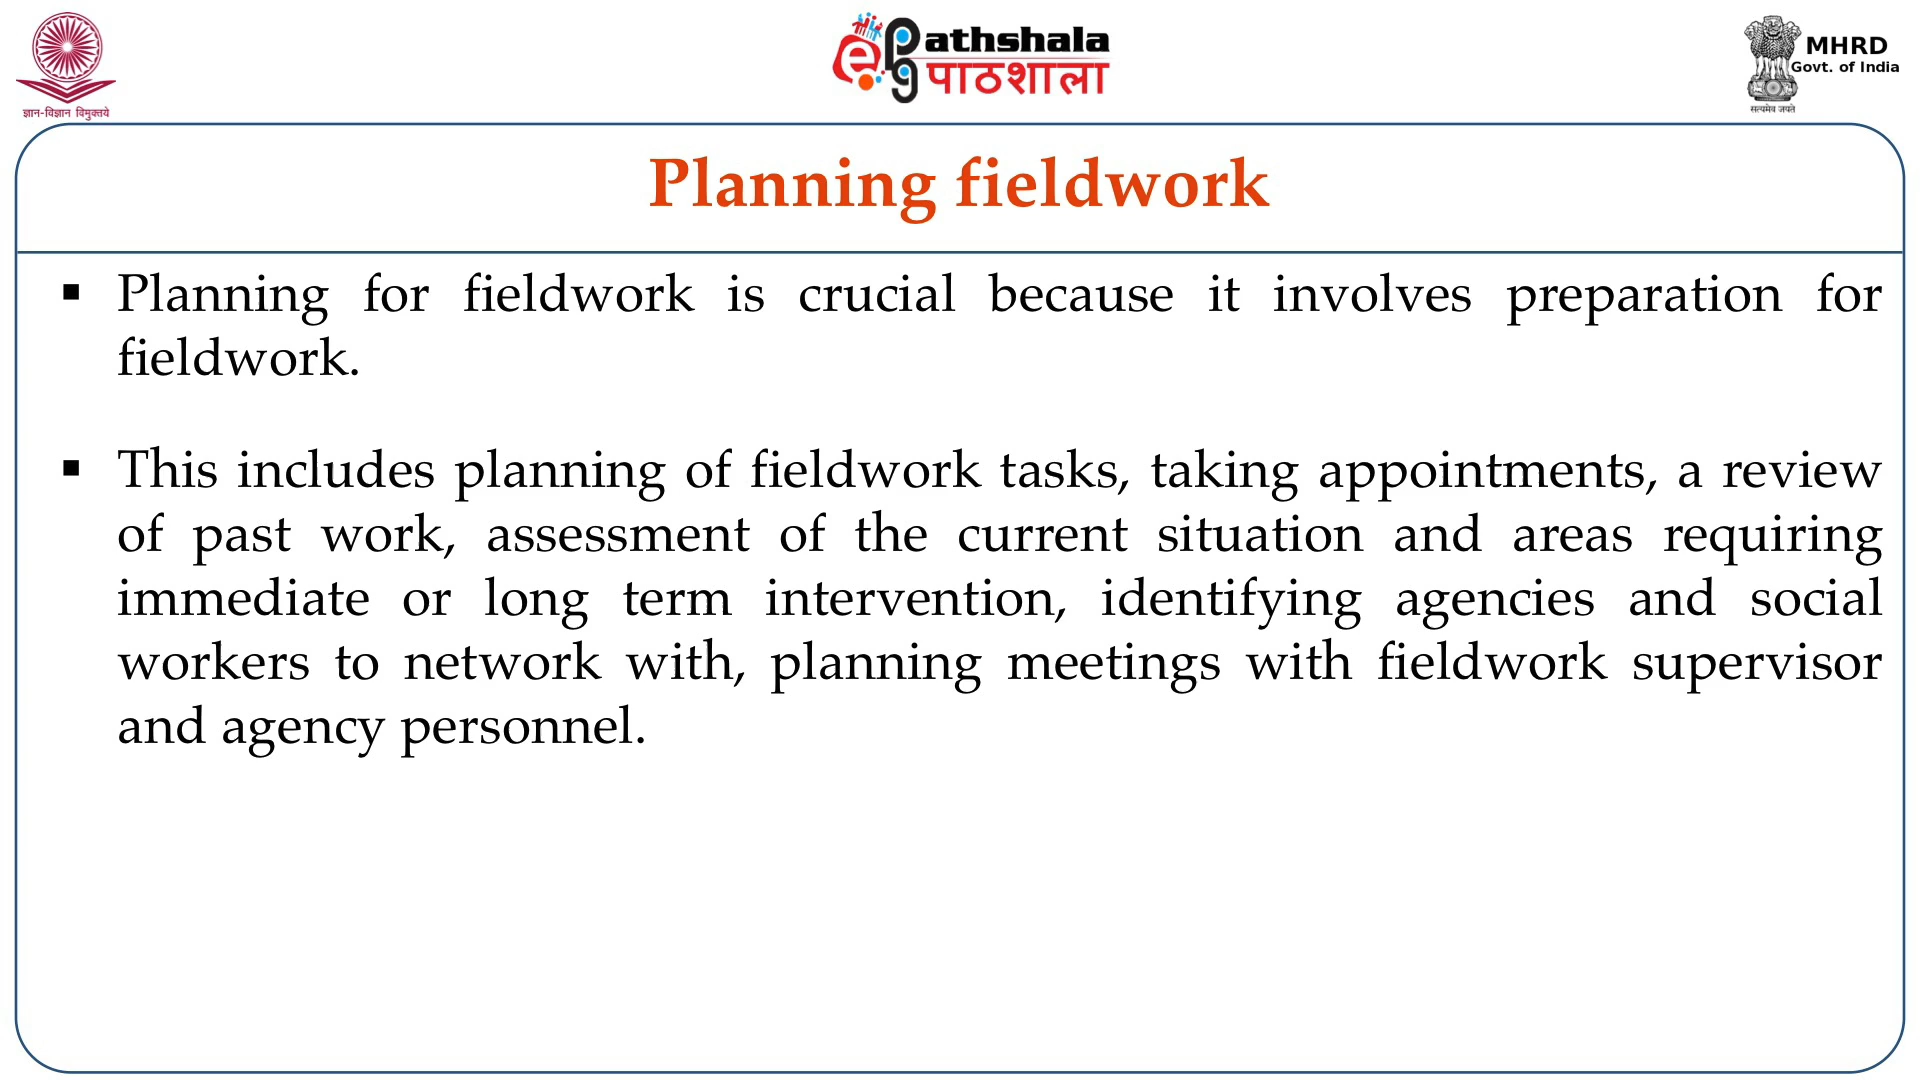 ज्ञान-विज्ञान विमुक्तये
e
pg
athshala
पाठशाला
MHRD
Govt. of India
सत्यमेव जयते
Planning fieldwork
▪ Planning for fieldwork is crucial because it involves preparation for
fieldwork.
▪ This includes planning of fieldwork tasks, taking appointments, a review
of past work, assessment of the current situation and areas requiring
immediate or long term intervention, identifying agencies and social
workers to network with, planning meetings with fieldwork supervisor
and agency personnel.